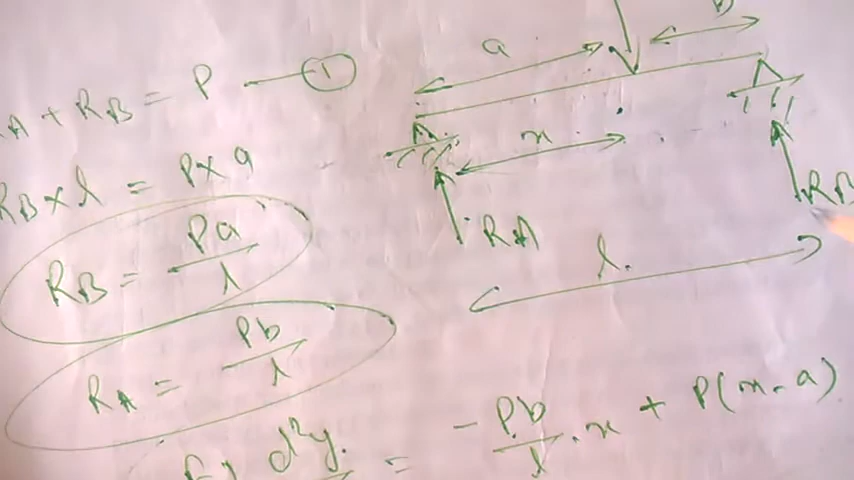 a
b
A + RB = P ①
x
RB × l = P × a
RB
RA
RB = Pa/l
l
RA = Pb/l
d²y = -Pb/l . x + P(x - a)